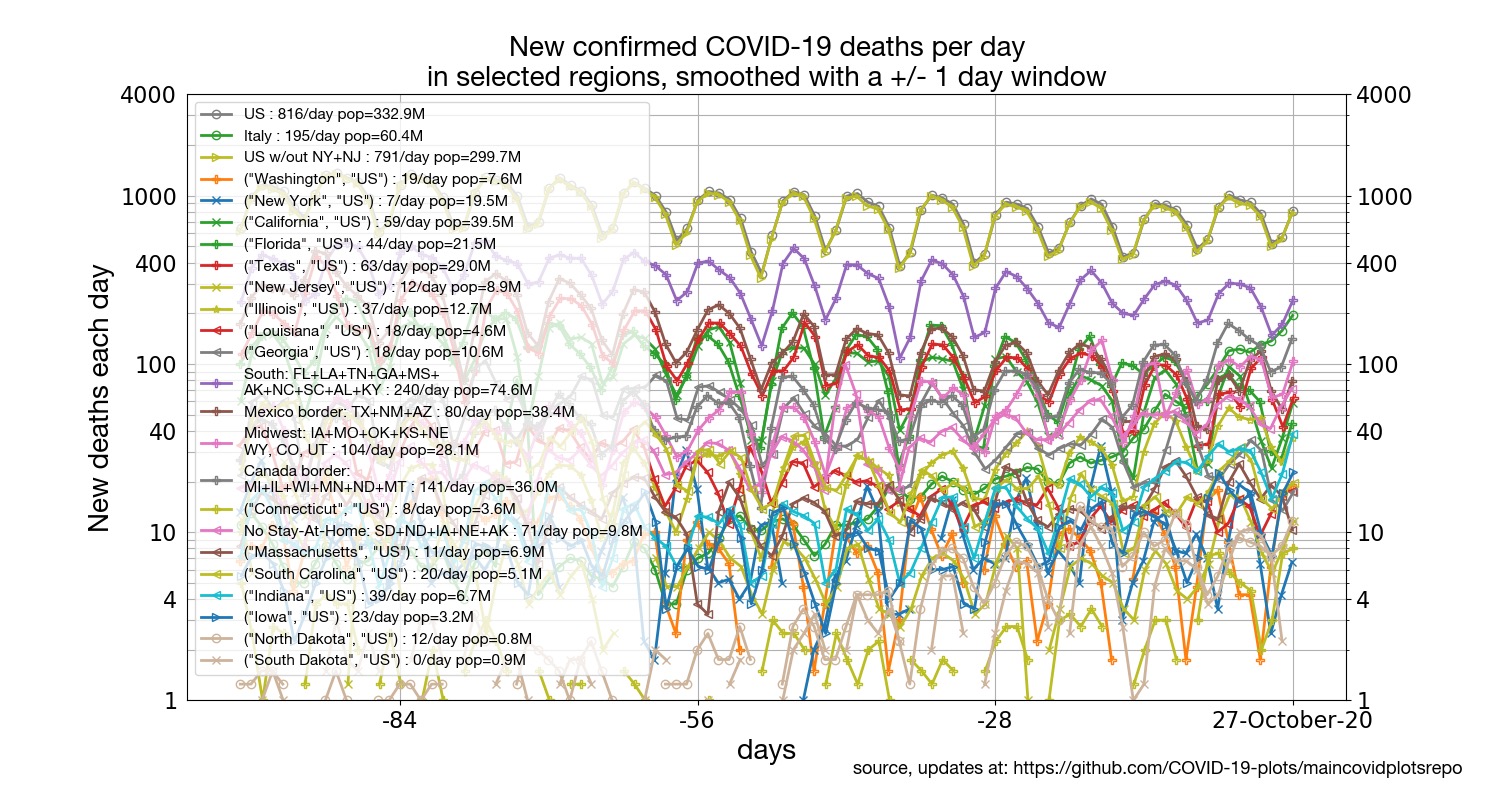 New confirmed COVID-19 deaths per day
in selected regions, smoothed with a +/- 1 day window
4000
1000
400
100
40
10
4
1
New deaths each day
US : 816/day pop=332.9M
Italy : 195/day pop=60.4M
US w/out NY+NJ : 791/day pop=299.7M
("Washington", "US") : 19/day pop=7.6M
("New York", "US") : 7/day pop=19.5M
("California", "US") : 59/day pop=39.5M
("Florida", "US") : 44/day pop=21.5M
("Texas", "US") : 63/day pop=29.0M
("New Jersey", "US") : 12/day pop=8.9M
("Illinois", "US") : 37/day pop=12.7M
("Louisiana", "US") : 18/day pop=4.6M
("Georgia", "US") : 18/day pop=10.6M
South: FL+LA+TN+GA+MS+
AK+NC+SC+AL+KY : 240/day pop=74.6M
Mexico border: TX+NM+AZ : 80/day pop=38.4M
Midwest: IA+MO+OK+KS+NE
WY, CO, UT : 104/day pop=28.1M
Canada border:
MI+IL+WI+MN+ND+MT : 141/day pop=36.0M
("Connecticut", "US") : 8/day pop=3.6M
No Stay-At-Home: SD+ND+IA+NE+AK : 71/day pop=9.8M
("Massachusetts", "US") : 11/day pop=6.9M
("South Carolina", "US") : 20/day pop=5.1M
("Indiana", "US") : 39/day pop=6.7M
("Iowa", "US") : 23/day pop=3.2M
("North Dakota", "US") : 12/day pop=0.8M
("South Dakota", "US") : 0/day pop=0.9M
4000
1000
400
100
40
10
4
1
-84
-56
-28
27-October-20
days
source, updates at: https://github.com/COVID-19-plots/maincovidplotsrepo